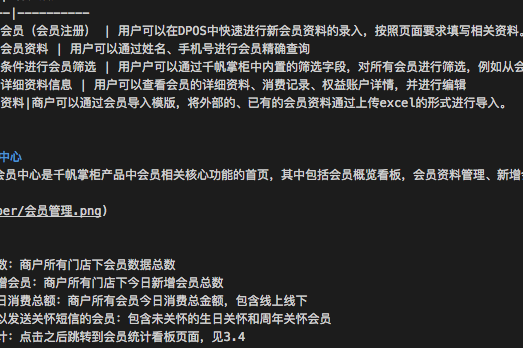 ——|——————————
会员（会员注册） | 用户可以在DPOS中快速进行新会员资料的录入，按照页面要求填写相关资料。
会员资料 | 用户可以通过姓名、手机号进行会员精确查询
条件进行会员筛选 | 用户户可以通过千帆掌柜中内置的筛选字段，对所有会员进行筛选，例如从会
详细资料信息 | 用户可以查看会员的详细资料、消费记录、权益账户详情，并进行编辑
资料|商户可以通过会员导入模版，将外部的、已有的会员资料通过上传excel的形式进行导入。
中心
会员中心是千帆掌柜产品中会员相关核心功能的首页，其中包括会员概览看板，会员资料管理、新增会
ber/会员管理.png)
数：商户所有门店下会员数据总数
增会员：商户所有门店下今日新增会员总数
日消费总额：商户所有会员今日消费总金额，包含线上线下
以发送关怀短信的会员：包含未关怀的生日关怀和周年关怀会员
计：点击之后跳转到会员统计看板页面，见3.4